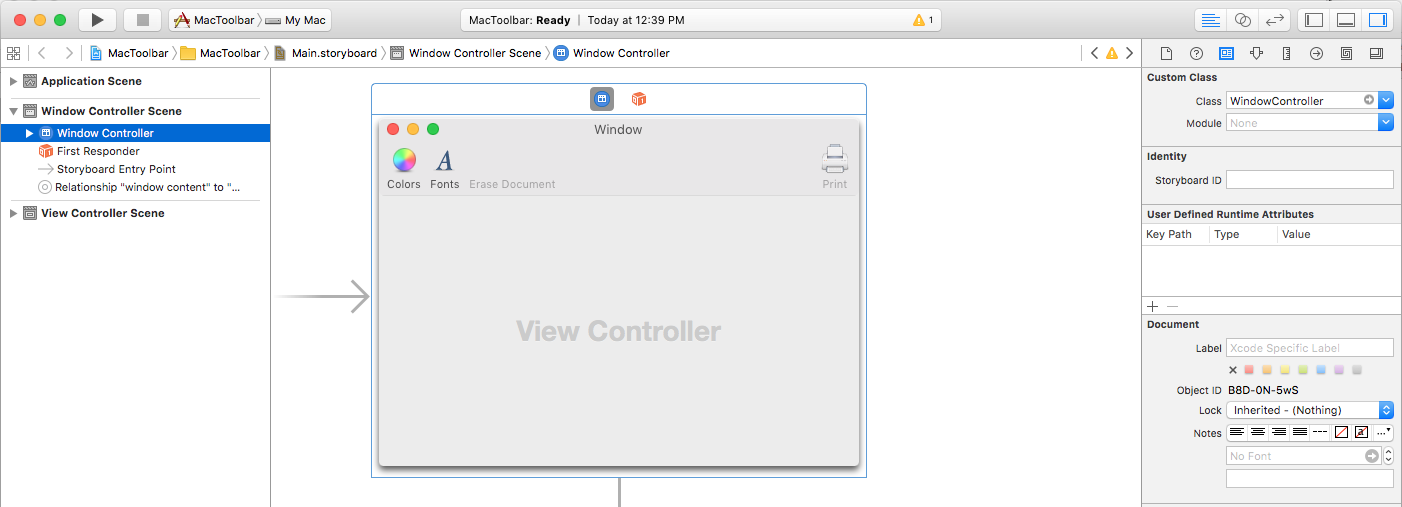 MacToolbar My Mac
MacToolbar: Ready Today at 12:39 PM 1
MacToolbar MacToolbar Main.storyboard Window Controller Scene Window Controller
Application Scene
Window Controller Scene
Window Controller
First Responder
Storyboard Entry Point
Relationship "window content" to "...
View Controller Scene
Window
Colors Fonts Erase Document Print
View Controller
Custom Class
Class WindowController
Module None
Identity
Storyboard ID
User Defined Runtime Attributes
Key Path Type Value
Document
Label Xcode Specific Label
Object ID B8D-0N-5wS
Lock Inherited - (Nothing)
Notes
No Font